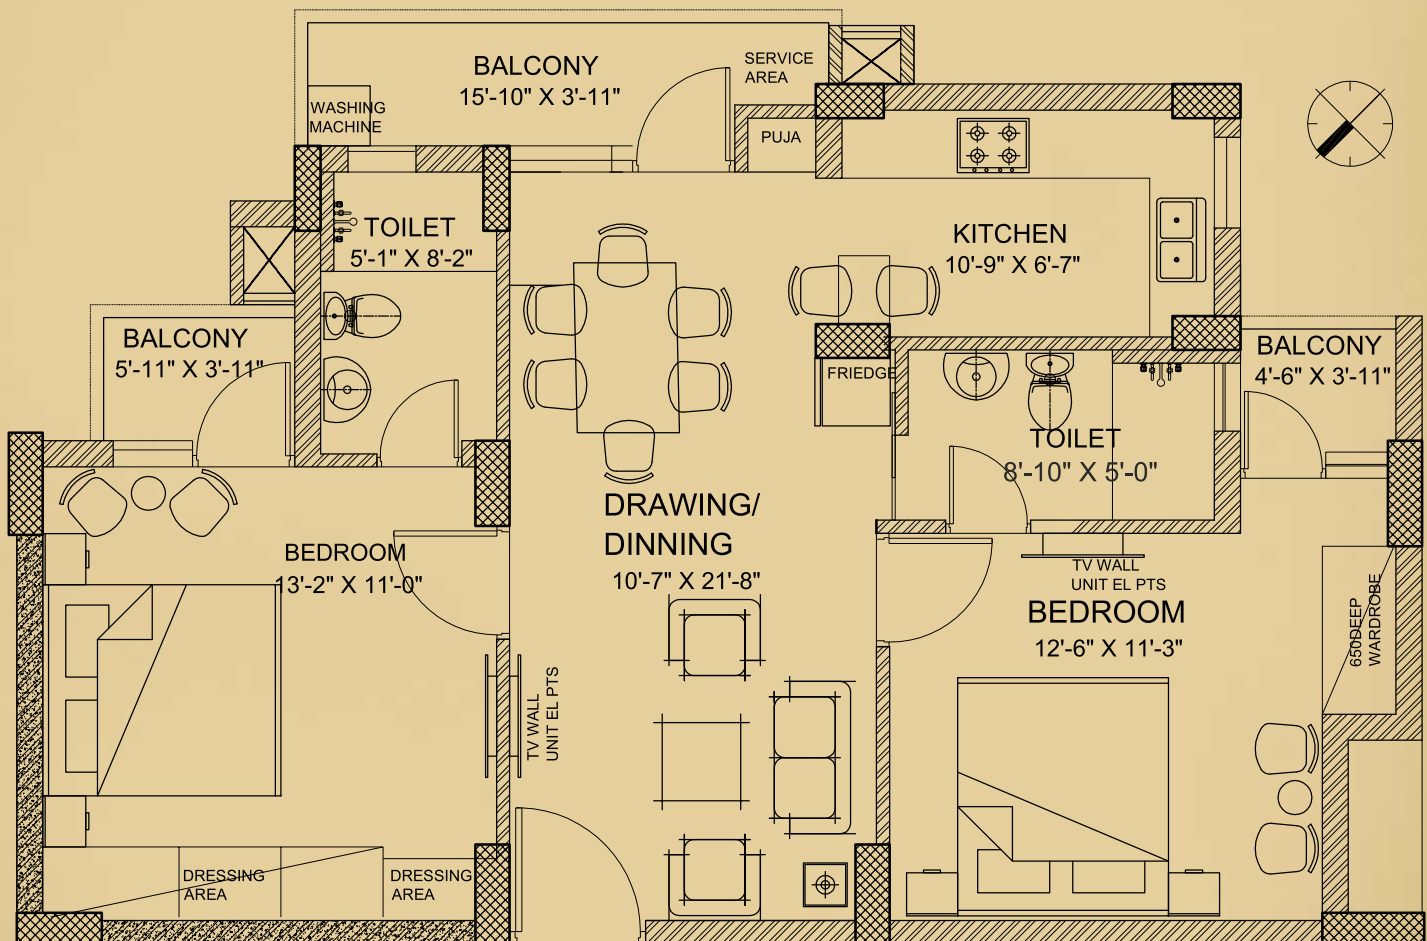 BALCONY
15'-10" X 3'-11"
SERVICE
AREA
WASHING
MACHINE
PUJA
TOILET
5'-1" X 8'-2"
KITCHEN
10'-9" X 6'-7"
BALCONY
5'-11" X 3'-11"
BALCONY
4'-6" X 3'-11"
FRIEDGE
TOILET
8'-10" X 5'-0"
DRAWING/
DINNING
10'-7" X 21'-8"
BEDROOM
13'-2" X 11'-0"
TV WALL
UNIT EL PTS
BEDROOM
12'-6" X 11'-3"
650DEEP
WARDROBE
TV WALL
UNIT EL PTS
DRESSING
AREA
DRESSING
AREA